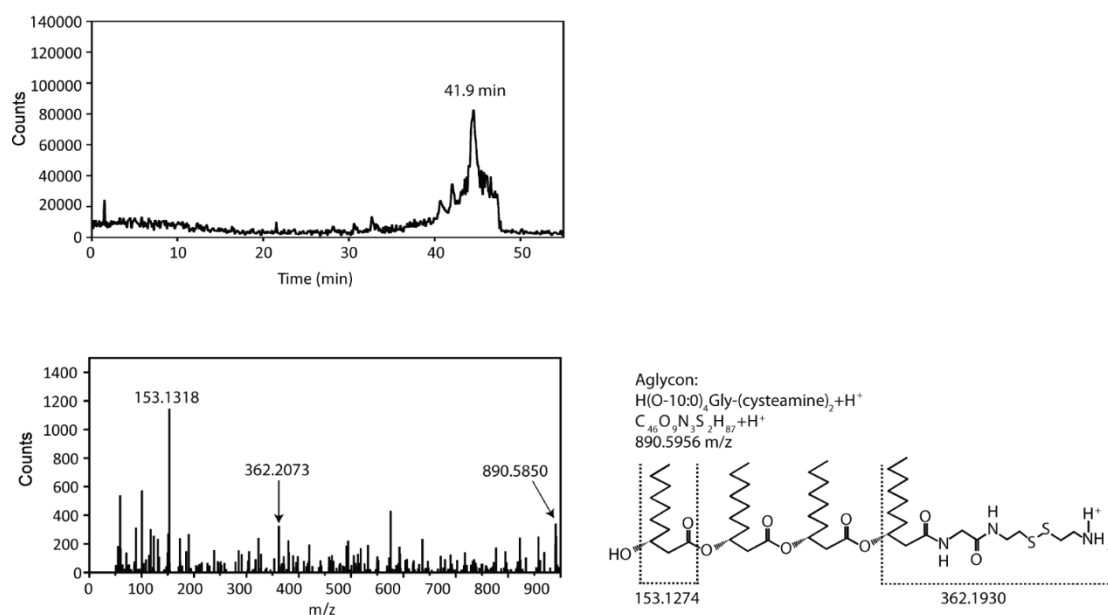 140000
120000
100000
80000
60000
40000
20000
0
Counts
41.9 min
0 10 20 30 40 50
Time (min)
1400
1200
1000
800
600
400
200
0
Counts
153.1318
362.2073
890.5850
0 100 200 300 400 500 600 700 800 900
m/z
Aglycon:
H(O-10:0)₄Gly-(cysteamine)₂+H⁺
C₄₆O₉N₃S₂H₈₇+H⁺
890.5956 m/z
HO O O O O O O O N H O H N S S H⁺ NH₂
153.1274 362.1930